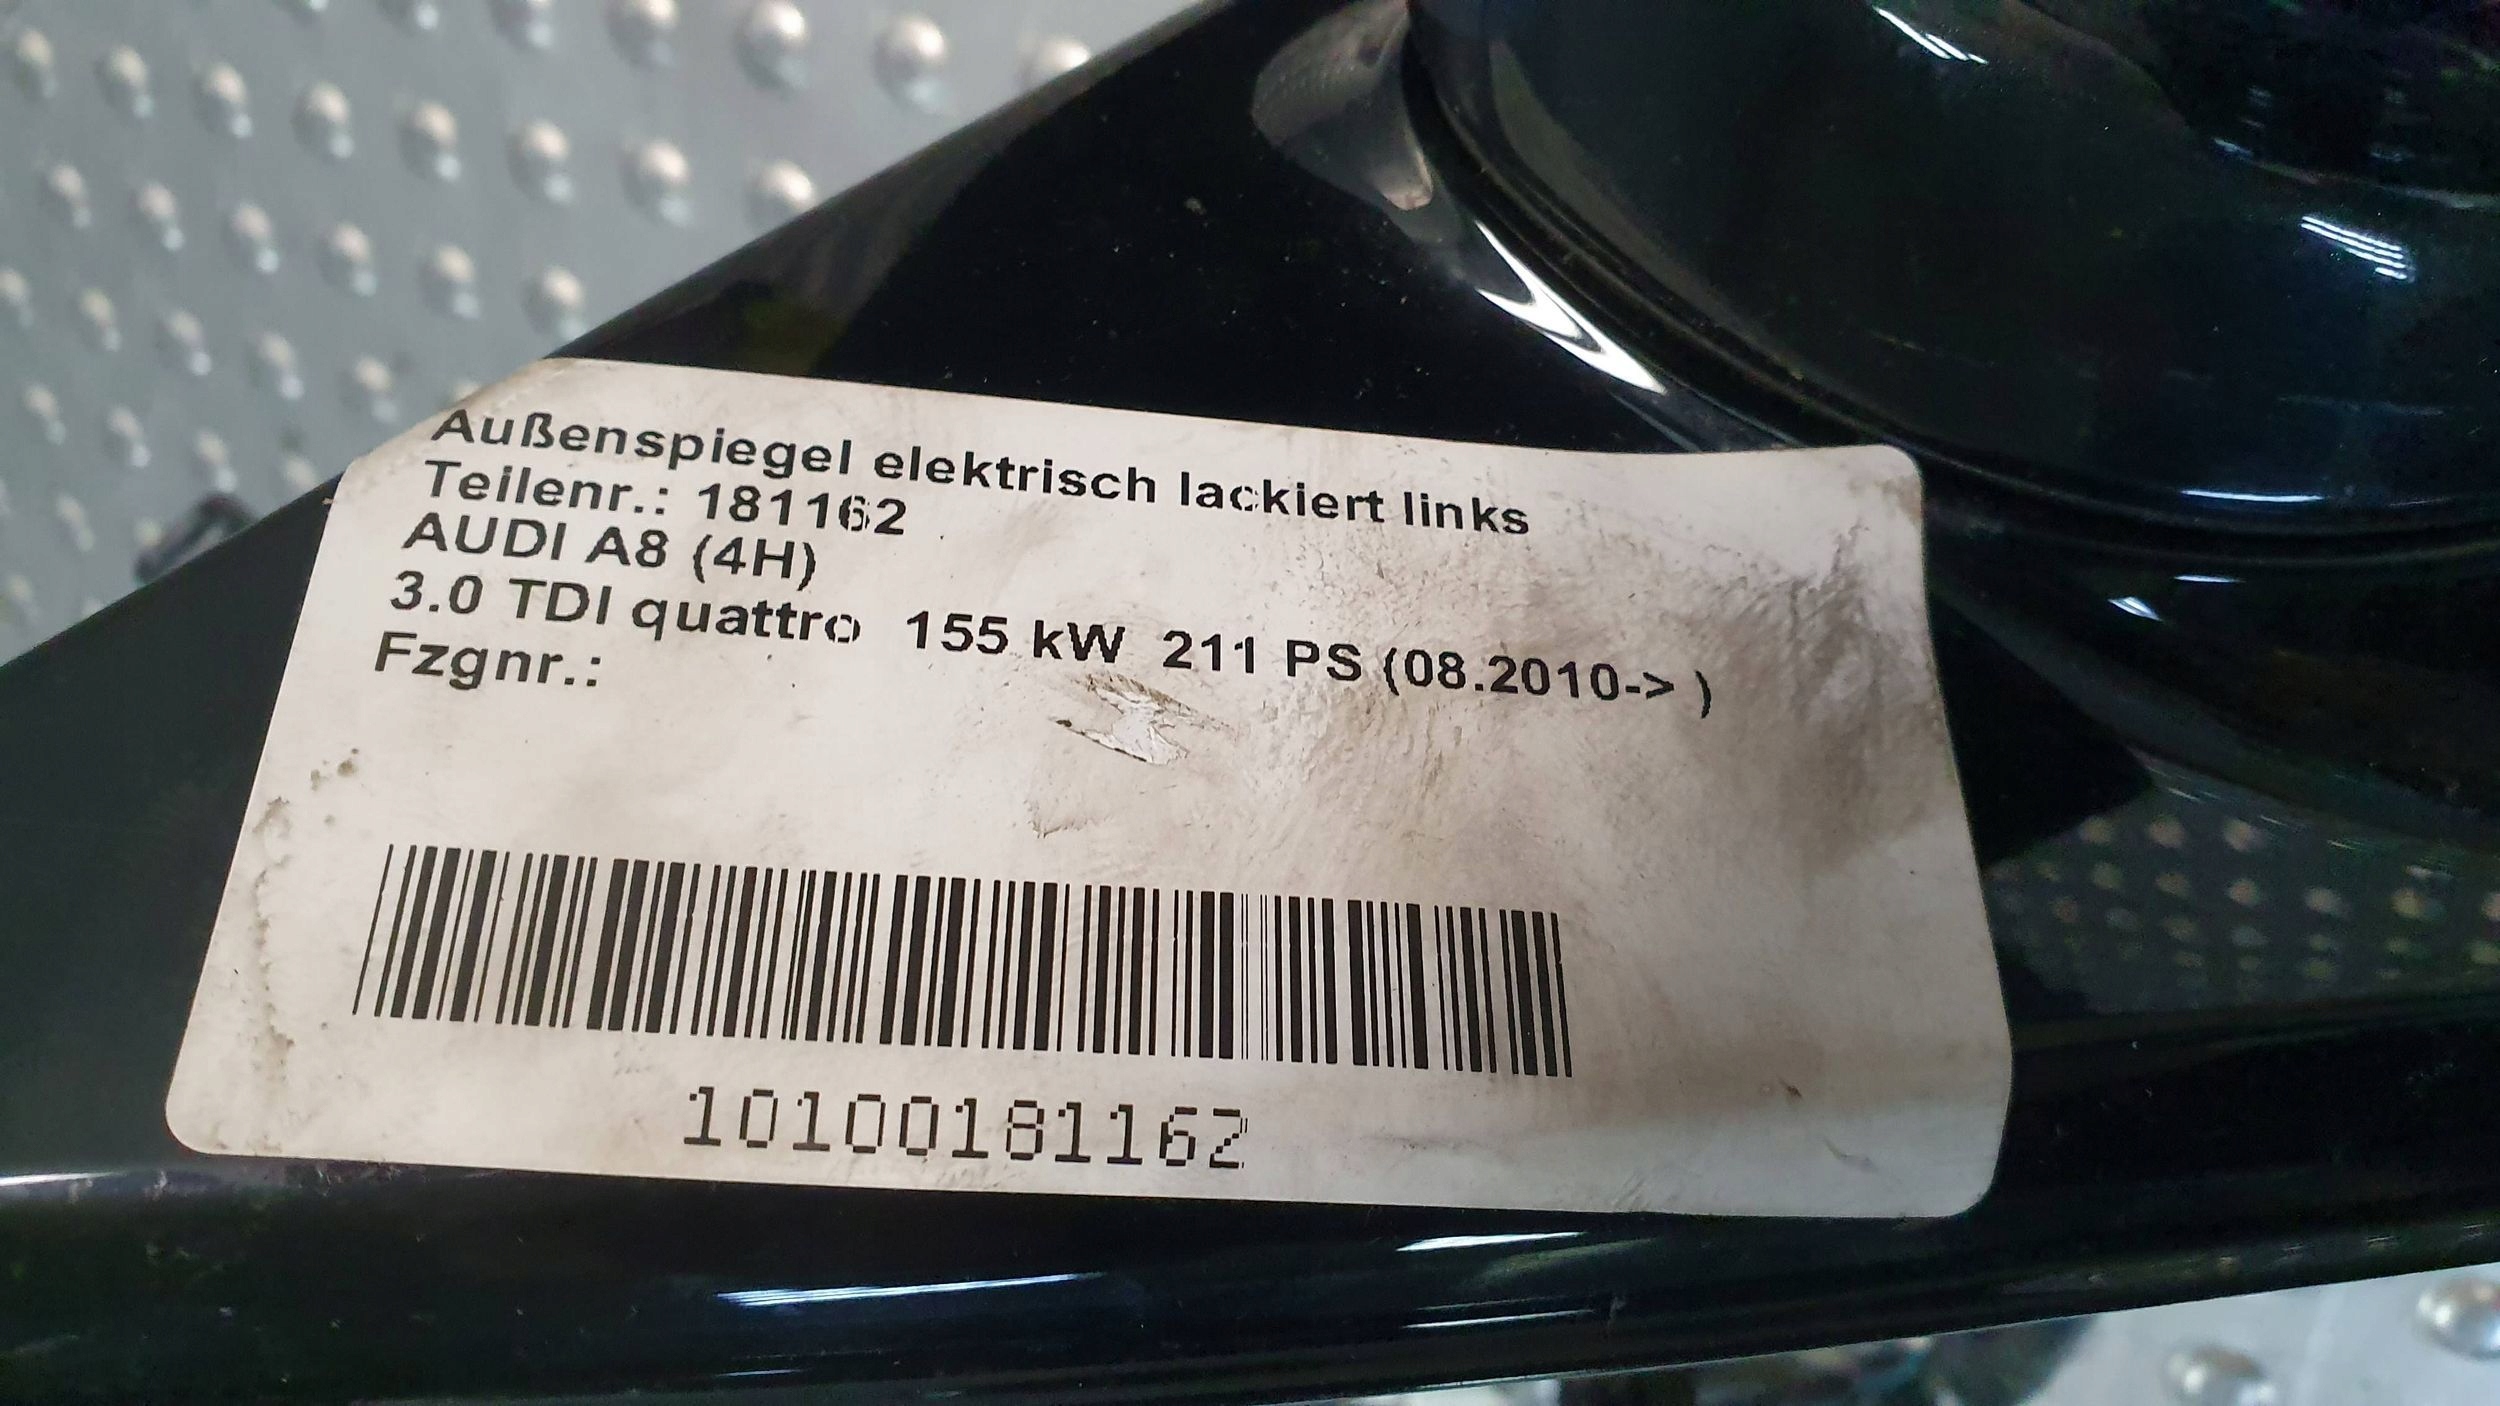 Außenspiegel elektrisch lackiert links
Teilenr.: 181162
AUDI A8 (4H)
3.0 TDI quattro 155 kW 211 PS (08.2010-> )
Fzgnr.:
10100181162